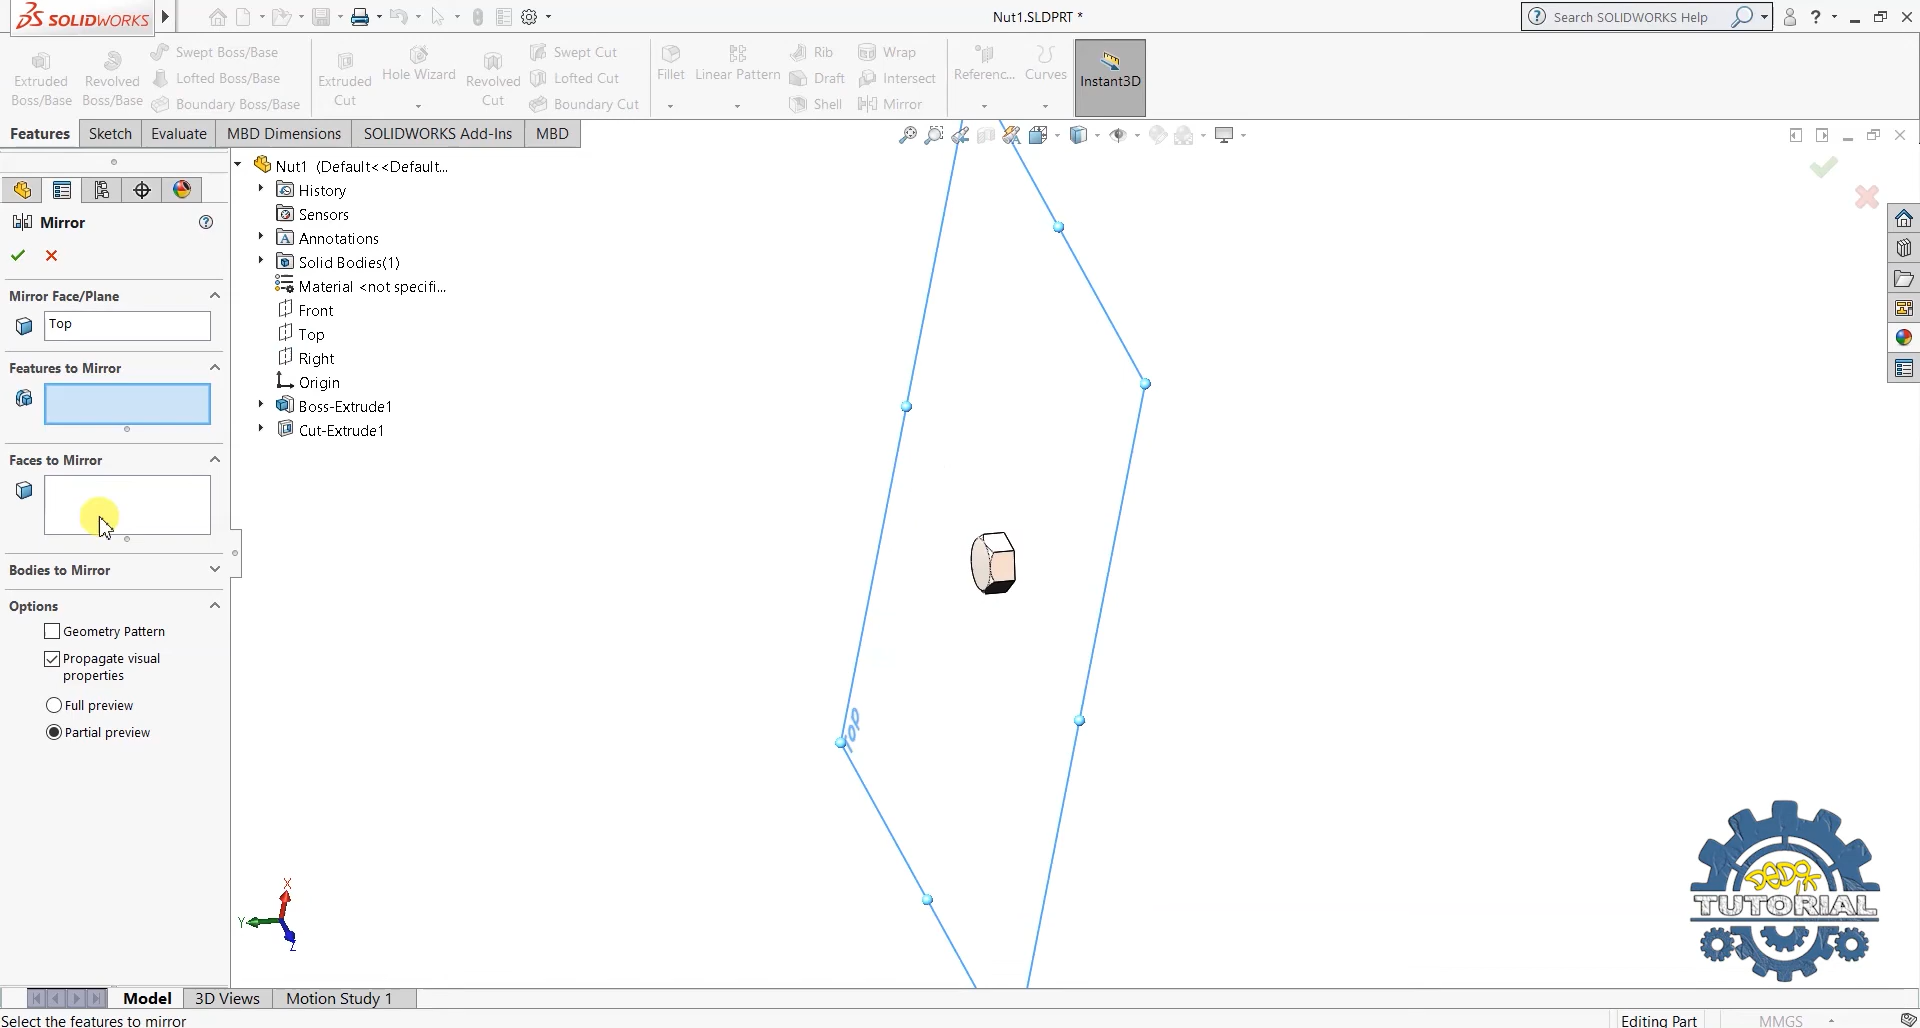 SOLIDWORKS
Nut1.SLDPRT *
Search SOLIDWORKS Help
Extruded Boss/Base
Revolved Boss/Base
Swept Boss/Base
Lofted Boss/Base
Boundary Boss/Base
Extruded Cut
Hole Wizard
Revolved Cut
Swept Cut
Lofted Cut
Boundary Cut
Fillet
Linear Pattern
Rib
Draft
Shell
Wrap
Intersect
Mirror
Referenc...
Curves
Instant3D
Features
Sketch
Evaluate
MBD Dimensions
SOLIDWORKS Add-Ins
MBD
Mirror
Mirror Face/Plane
Top
Features to Mirror
Faces to Mirror
Bodies to Mirror
Options
Geometry Pattern
Propagate visual
properties
Full preview
Partial preview
Nut1 (Default<<Default...
History
Sensors
Annotations
Solid Bodies(1)
Material <not specifi...
Front
Top
Right
Origin
Boss-Extrude1
Cut-Extrude1
TOP
X
Y
Z
DEDIK
TUTORIAL
Model
3D Views
Motion Study 1
Select the features to mirror
Editing Part
MMGS